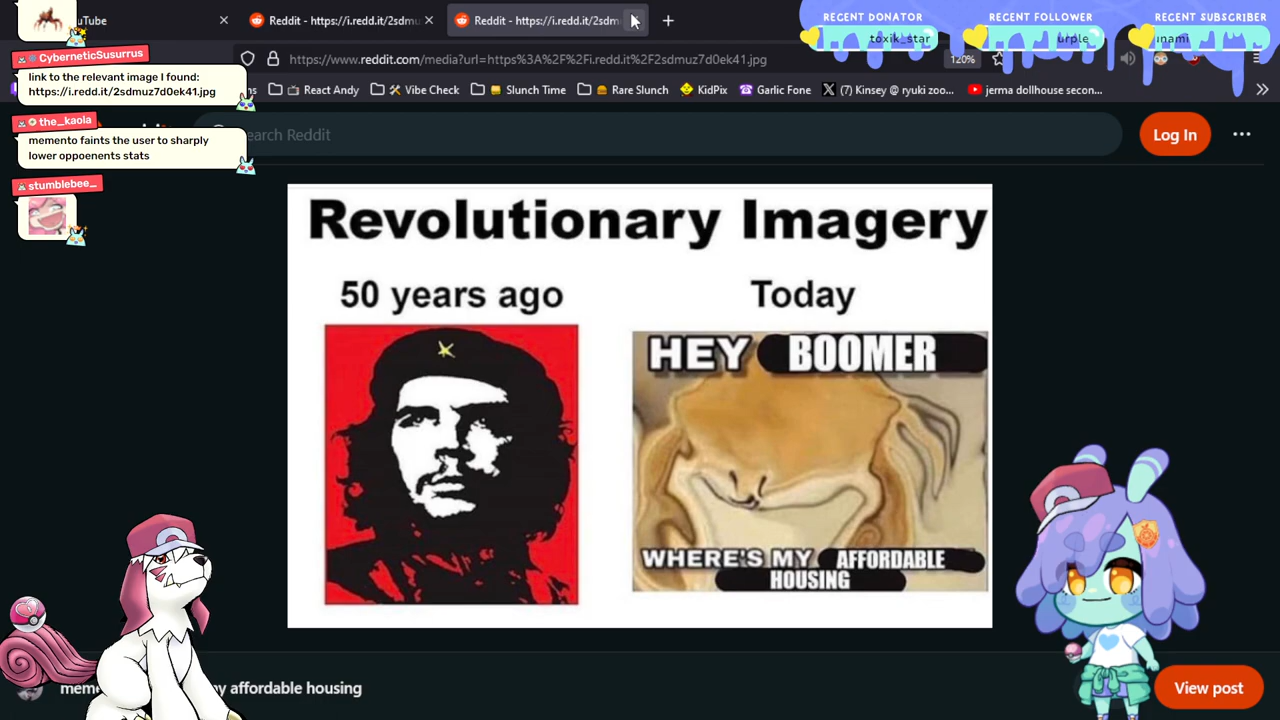 uTube
Reddit - https://i.redd.it/2sdmu
Reddit - https://i.redd.it/2sdm
RECENT DONATOR
toxik_star
RECENT FOLLOWER
urple
RECENT SUBSCRIBER
unami
https://www.reddit.com/media?url=https%3A%2F%2Fi.redd.it%2F2sdmuz7d0ek41.jpg
120%
React Andy
Vibe Check
Slunch Time
Rare Slurch
KidPix
Garlic Fone
(7) Kinsey @ ryuki zoo...
jerma dollhouse secon...
CyberneticSusurrus
link to the relevant image I found:
https://i.redd.it/2sdmuz7d0ek41.jpg
the_kaola
memento faints the user to sharply
lower oppoenents stats
stumblebee_
earch Reddit
Log In
Revolutionary Imagery
50 years ago
Today
HEY BOOMER
WHERE'S MY AFFORDABLE
HOUSING
meme
y affordable housing
View post